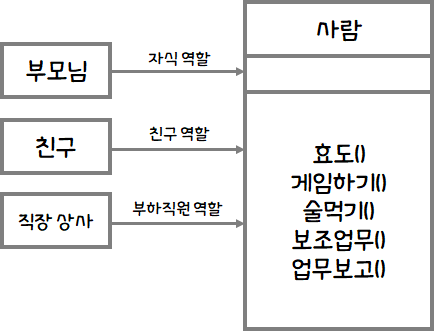 사람
부모님
자식 역할
친구
친구 역할
직장 상사
부하직원 역할
효도()
게임하기()
술먹기()
보조업무()
업무보고()